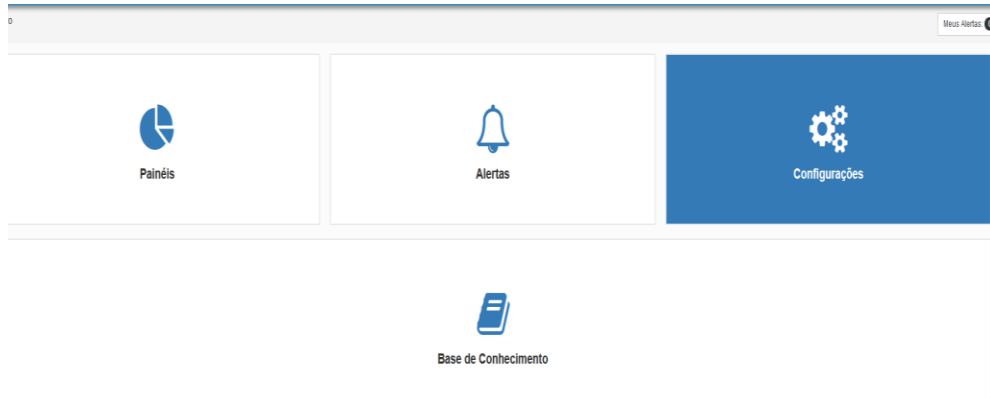 o
Meus Alertas:
Painéis
Alertas
Configurações
Base de Conhecimento